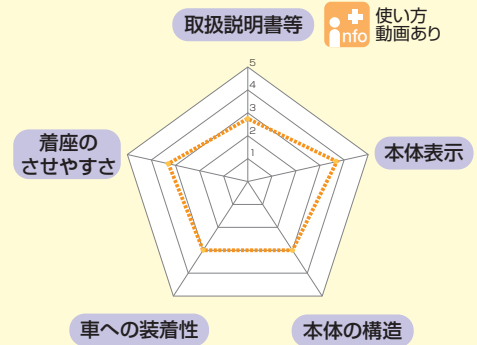 取扱説明書等
info
使い方
動画あり
5
4
3
2
1
着座の
させやすさ
本体表示
車への装着性
本体の構造